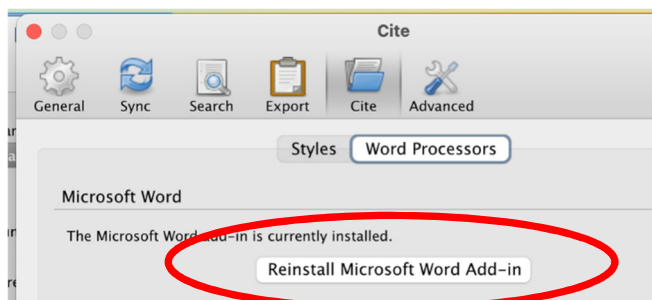 Cite
General Sync Search Export Cite Advanced
Styles Word Processors
Microsoft Word
The Microsoft Word add-in is currently installed.
Reinstall Microsoft Word Add-in